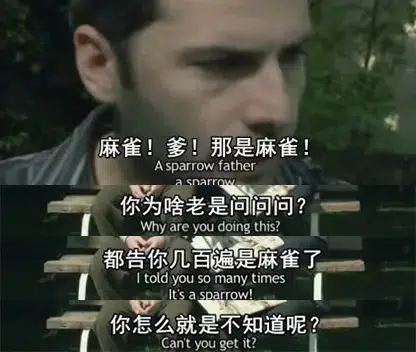 麻雀！爹！那是麻雀！
A sparrow father
a sparrow
你为啥老是问问问？
Why are you doing this?
都告你几百遍是麻雀了
I told you so many times
It's a sparrow!
你怎么就是不知道呢？
Can't you get it?